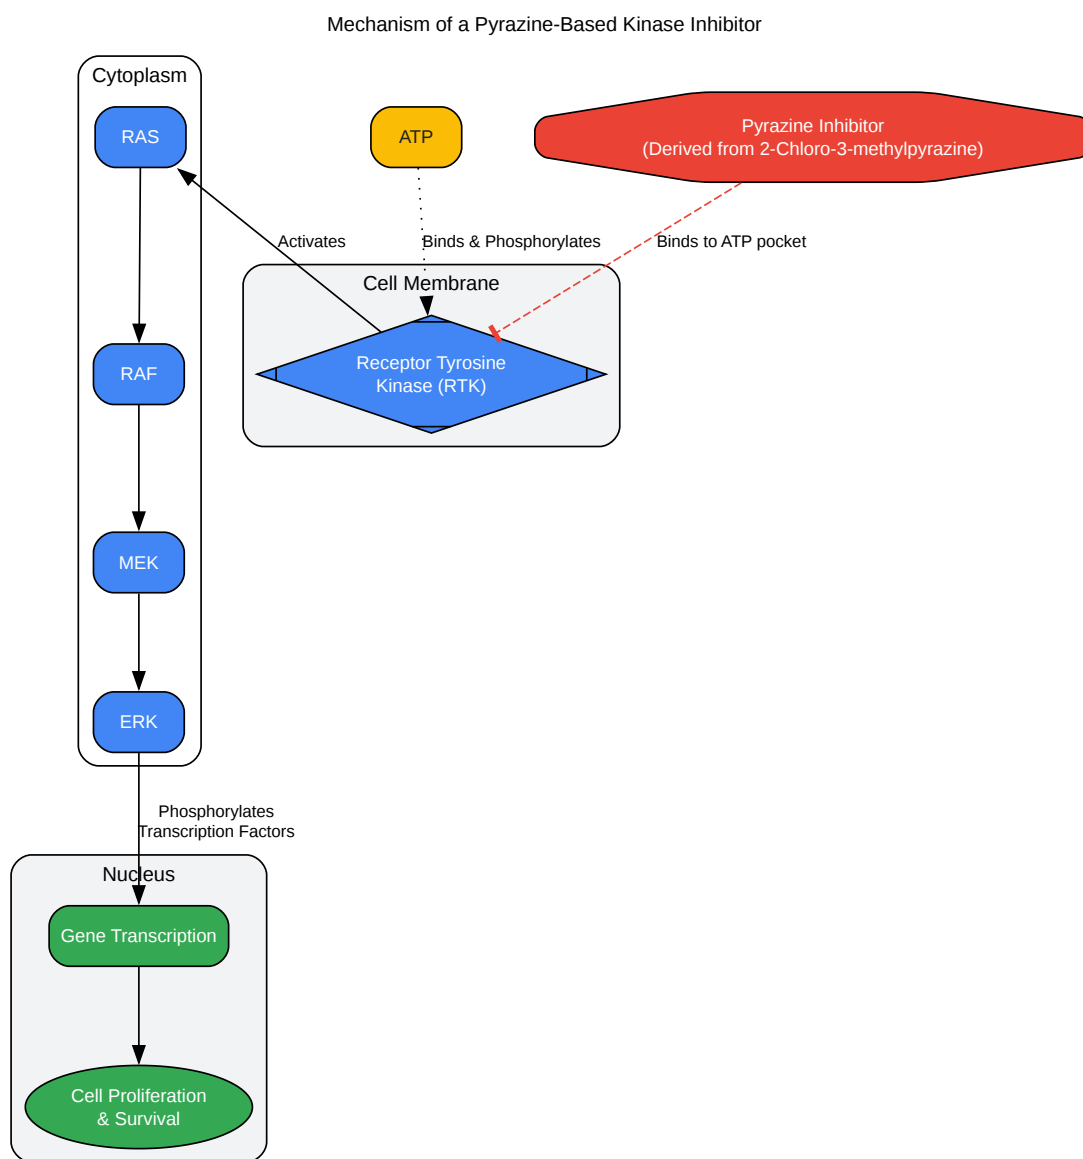 Mechanism of a Pyrazine-Based Kinase Inhibitor
Cytoplasm
RAS
ATP
Pyrazine Inhibitor
(Derived from 2-Chloro-3-methylpyrazine)
Activates
Binds & Phosphorylates
Binds to ATP pocket
Cell Membrane
Receptor Tyrosine
Kinase (RTK)
RAF
MEK
ERK
Phosphorylates
Transcription Factors
Nucleus
Gene Transcription
Cell Proliferation
& Survival